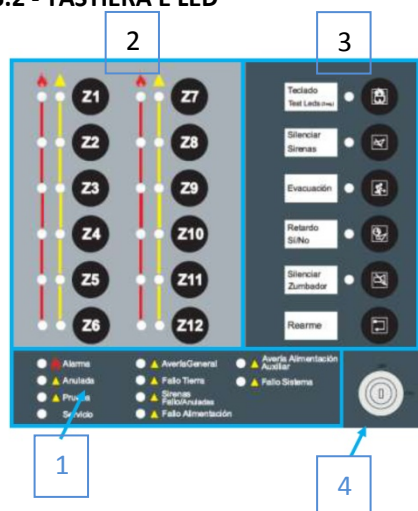 5.2 - TASTIERA E LED
2
3
Z1
Z7
Z2
Z8
Z3
Z9
Z4
Z10
Z5
Z11
Z6
Z12
Teclado
Test Leds
Silenciar
Sirenas
Evacuación
Retardo
Sí/No
Silenciar
Zumbador
Rearme
Alarma
Anulada
Prueba
Servicio
Avería General
Fallo Tierra
Sirenas
Fallo/Anuladas
Fallo Alimentación
Avería Alimentación
Auxiliar
Fallo Sistema
1
4